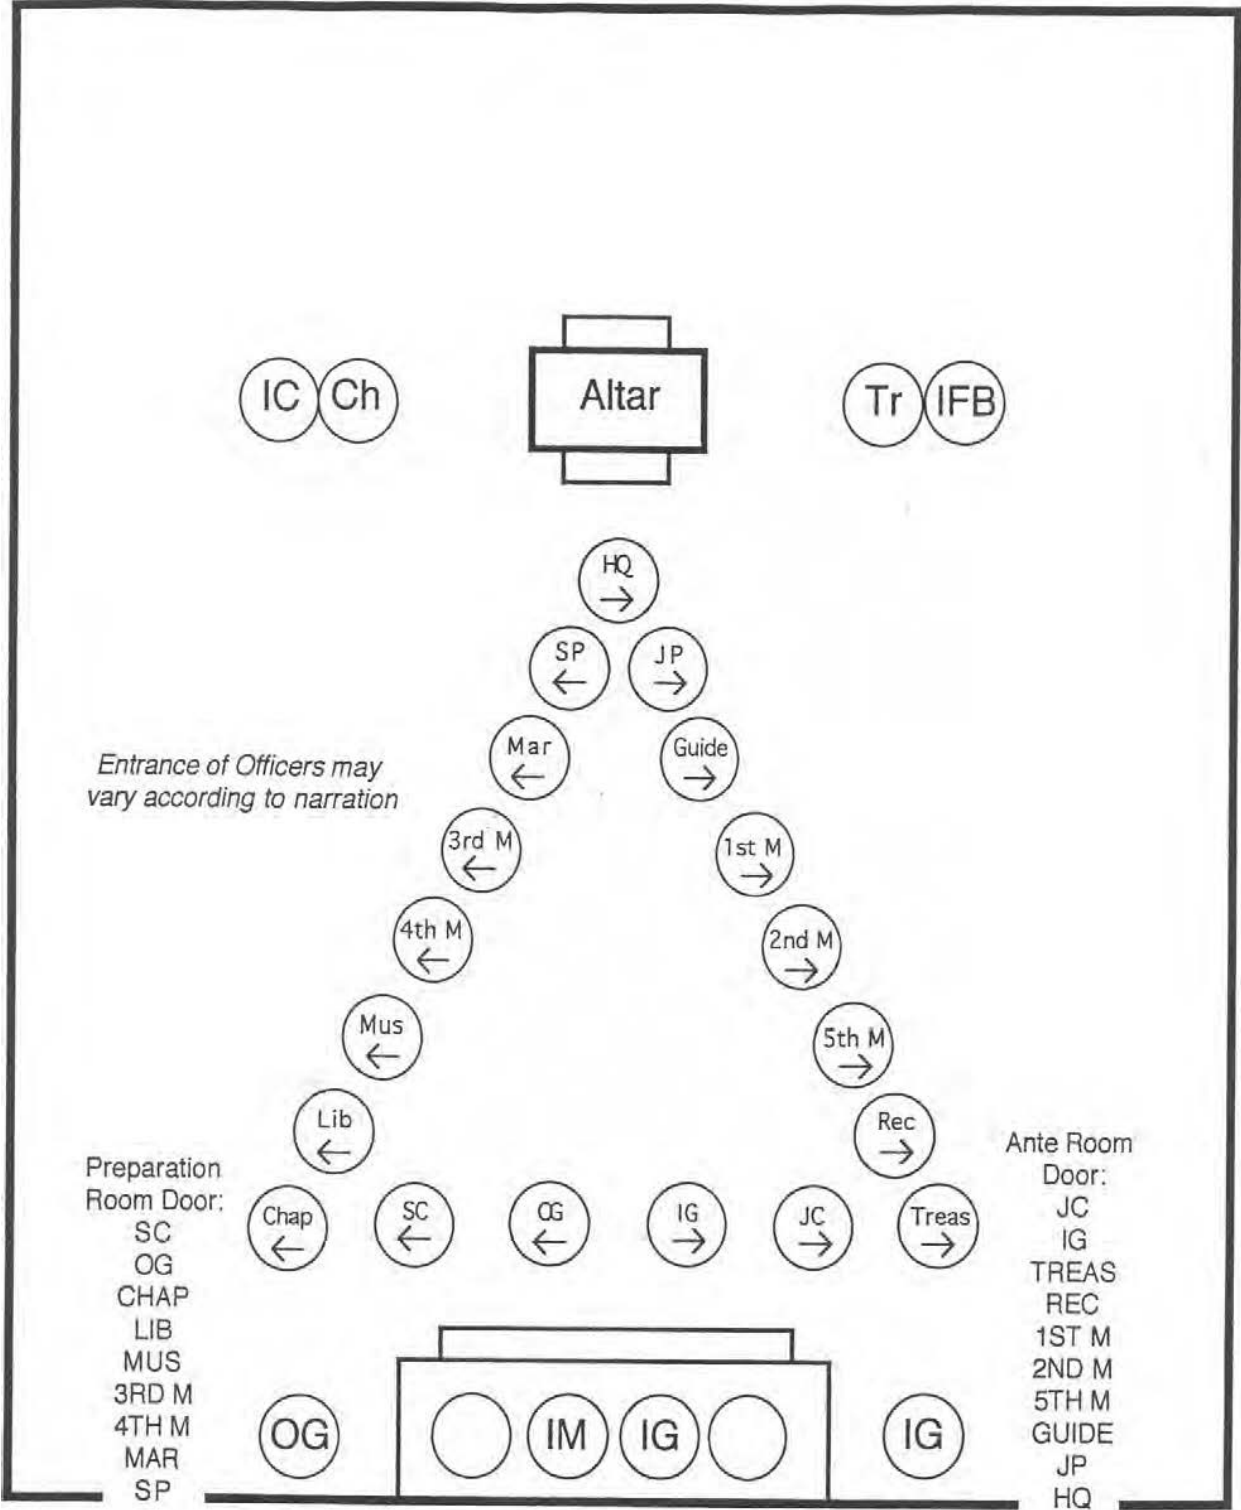 IC Ch Altar Tr IFB
HQ
SP JP
Mar Guide
Entrance of Officers may
vary according to narration
3rd M 1st M
4th M 2nd M
Mus 5th M
Lib Rec
Chap SC OG IG JC Treas
Preparation
Room Door:
SC
OG
CHAP
LIB
MUS
3RD M
4TH M
MAR
SP
Ante Room
Door:
JC
IG
TREAS
REC
1ST M
2ND M
5TH M
GUIDE
JP
HQ
OG IM IG IG